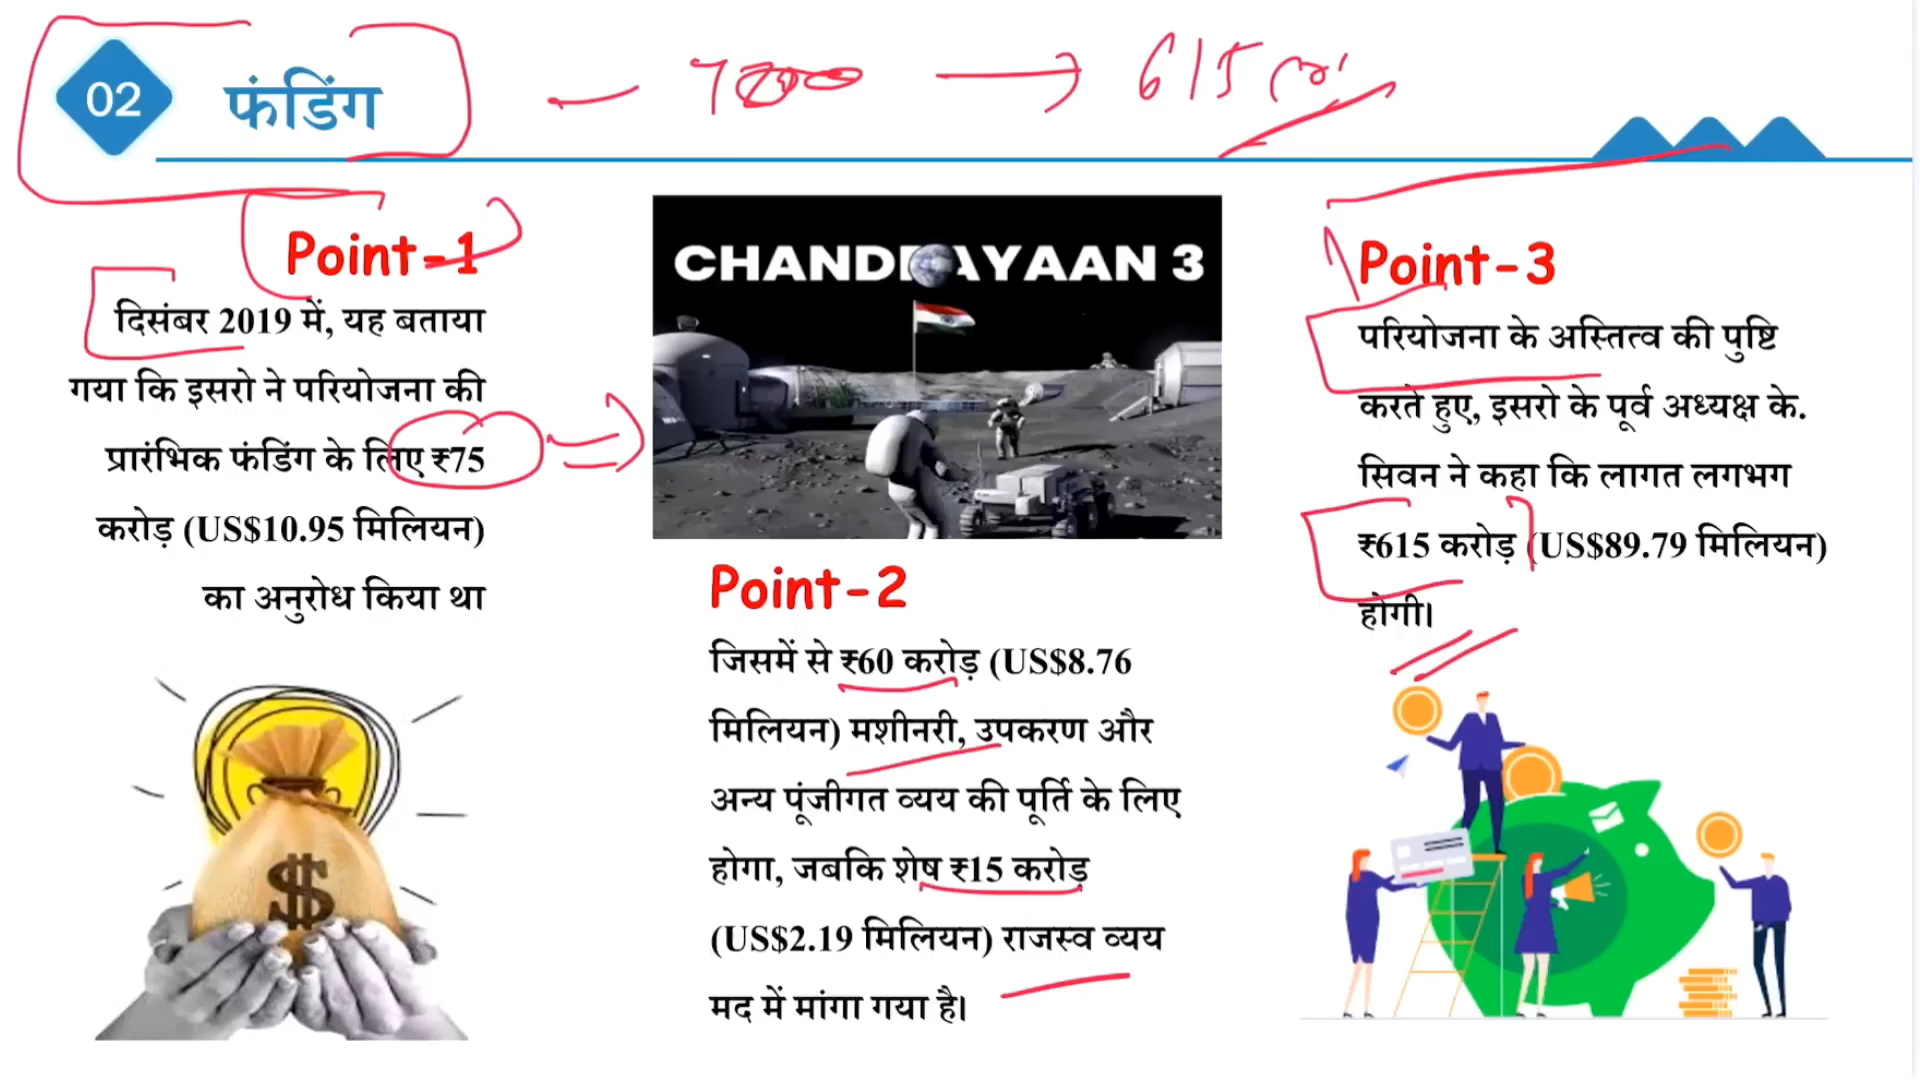 02
फंडिंग
615
Point-1
दिसंबर 2019 में, यह बताया
गया कि इसरो ने परियोजना की
प्रारंभिक फंडिंग के लिए ₹75
करोड़ (US$10.95 मिलियन)
का अनुरोध किया था
CHANDRAYAAN 3
Point-2
जिसमें से ₹60 करोड़ (US$8.76
मिलियन) मशीनरी, उपकरण और
अन्य पूंजीगत व्यय की पूर्ति के लिए
होगा, जबकि शेष ₹15 करोड़
(US$2.19 मिलियन) राजस्व व्यय
मद में मांगा गया है।
Point-3
परियोजना के अस्तित्व की पुष्टि
करते हुए, इसरो के पूर्व अध्यक्ष के.
सिवन ने कहा कि लागत लगभग
₹615 करोड़ (US$89.79 मिलियन)
होगी।
$